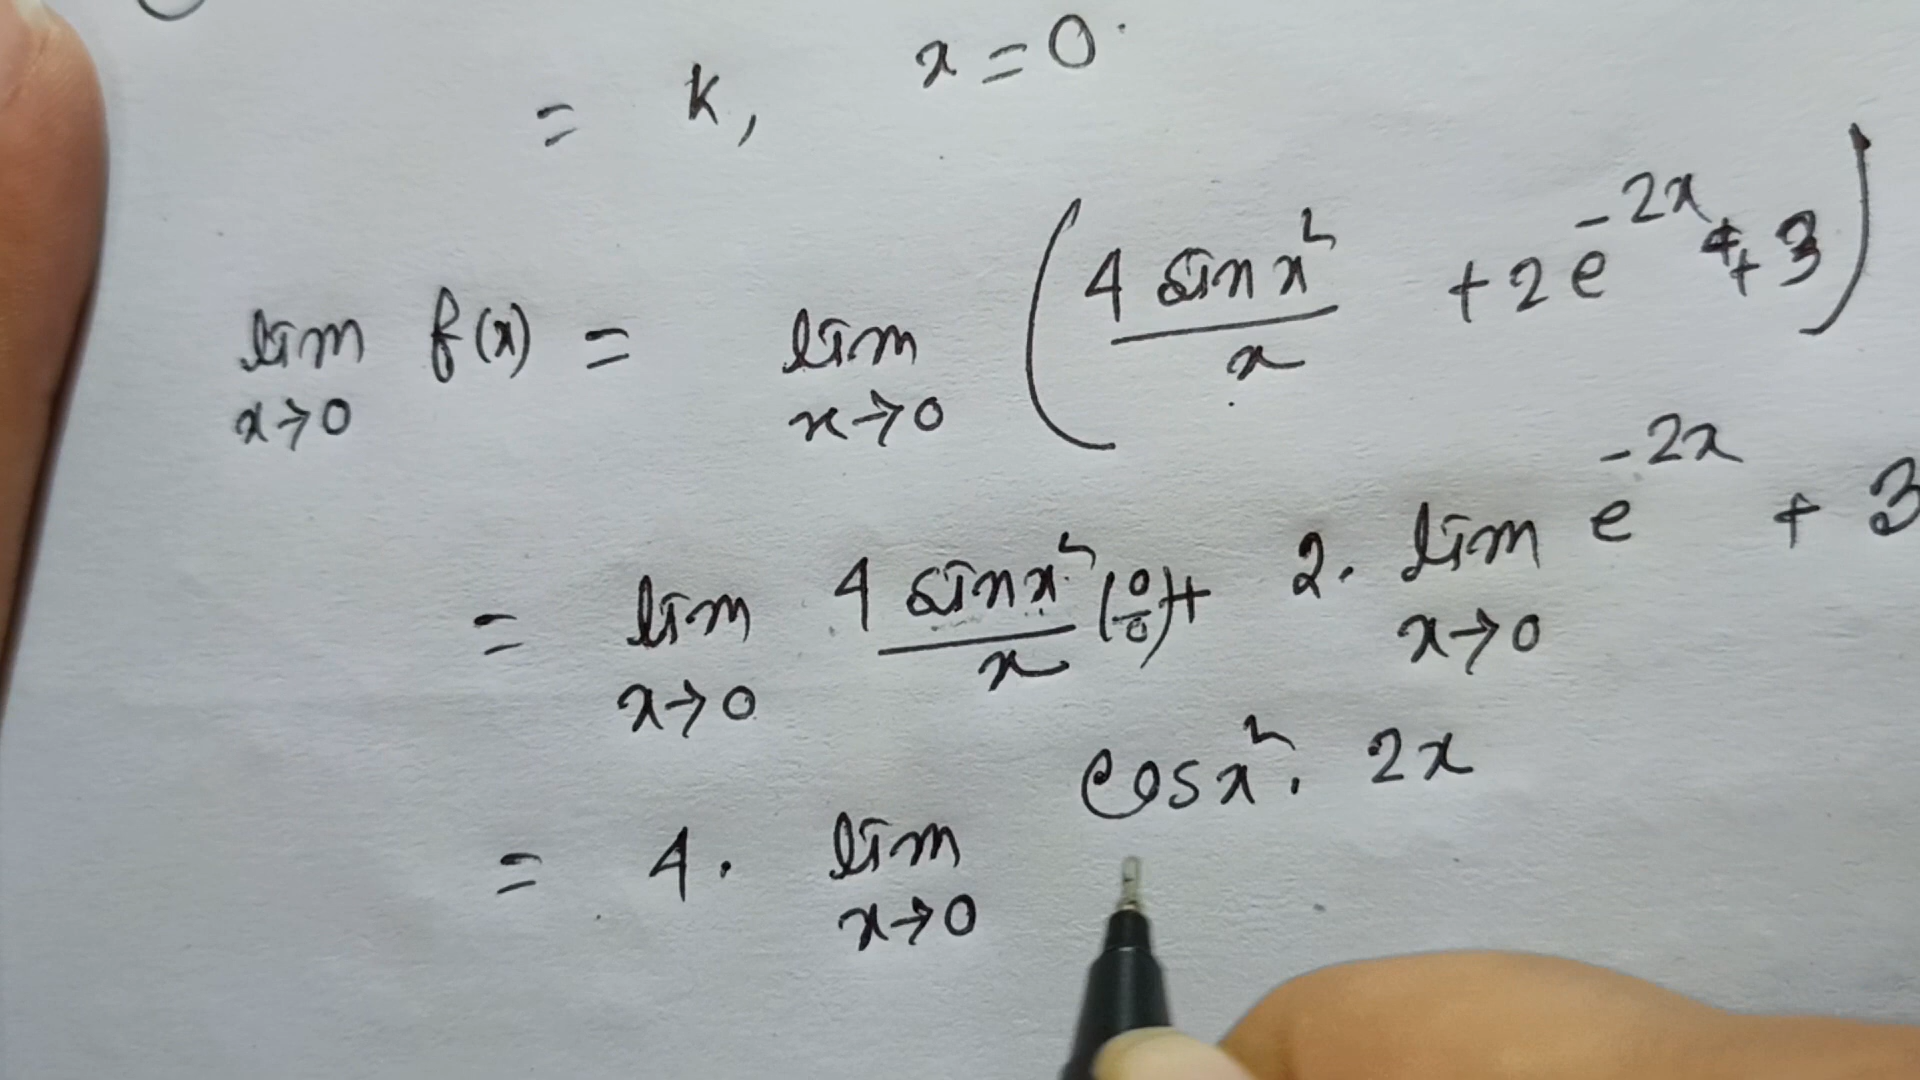 = k, x = 0.
lim x→0 f(x) = lim x→0 ( 4 sin x² / x + 2 e^{-2x} + 3 )
= lim x→0 4 sin x² / x (0/0) + 2. lim x→0 e^{-2x} + 3
= 4. lim x→0 cos x². 2x